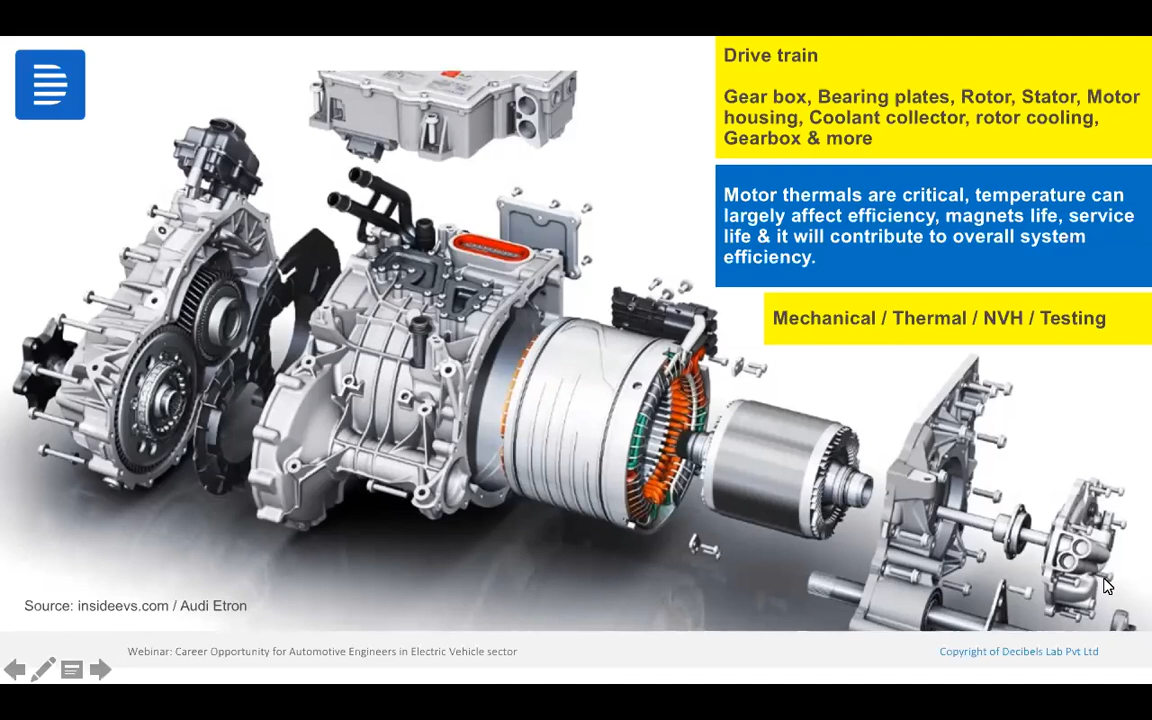 Drive train
Gear box, Bearing plates, Rotor, Stator, Motor
housing, Coolant collector, rotor cooling,
Gearbox & more
Motor thermals are critical, temperature can
largely affect efficiency, magnets life, service
life & it will contribute to overall system
efficiency.
Mechanical / Thermal / NVH / Testing
Source: insideevs.com / Audi Etron
Webinar: Career Opportunity for Automotive Engineers in Electric Vehicle sector
Copyright of Decibels Lab Pvt Ltd